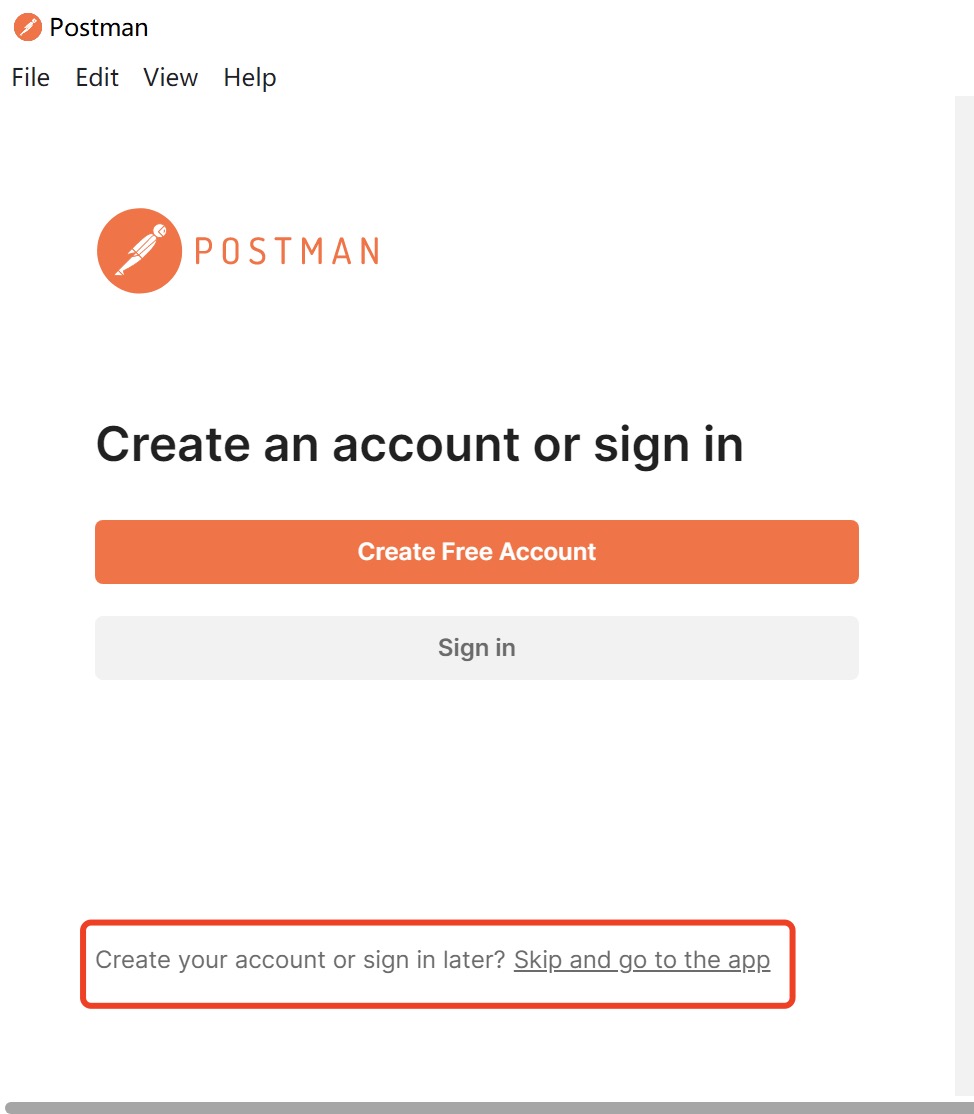 Postman
File Edit View Help
POSTMAN
Create an account or sign in
Create Free Account
Sign in
Create your account or sign in later? Skip and go to the app